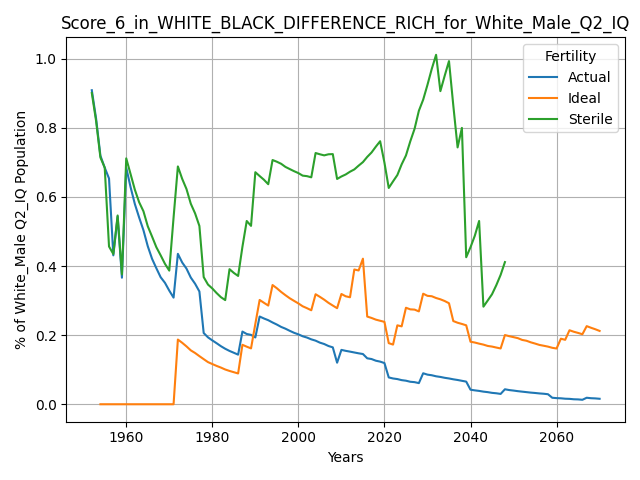 Score_6_in_WHITE_BLACK_DIFFERENCE_RICH_for_White_Male_Q2_IQ
Fertility
Actual
Ideal
Sterile
% of White_Male Q2_IQ Population
1.0
0.8
0.6
0.4
0.2
0.0
1960 1980 2000 2020 2040 2060
Years